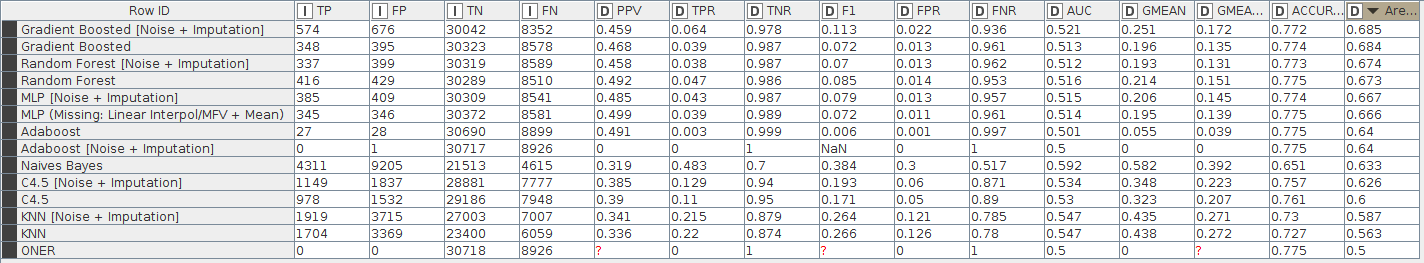 Row ID I TP I FP I TN I FN D PPV D TPR D TNR D F1 D FPR D FNR D AUC D GMEAN D GMEA... D ACCUR... D Are...
Gradient Boosted [Noise + Imputation] 574 676 30042 8352 0.459 0.064 0.978 0.113 0.022 0.936 0.521 0.251 0.172 0.772 0.685
Gradient Boosted 348 395 30323 8578 0.468 0.039 0.987 0.072 0.013 0.961 0.513 0.196 0.135 0.774 0.684
Random Forest [Noise + Imputation] 337 399 30319 8589 0.458 0.038 0.987 0.07 0.013 0.962 0.512 0.193 0.131 0.773 0.674
Random Forest 416 429 30289 8510 0.492 0.047 0.986 0.085 0.014 0.953 0.516 0.214 0.151 0.775 0.673
MLP [Noise + Imputation] 385 409 30309 8541 0.485 0.043 0.987 0.079 0.013 0.957 0.515 0.206 0.145 0.774 0.667
MLP (Missing: Linear Interpol/MFV + Mean) 345 346 30372 8581 0.499 0.039 0.989 0.072 0.011 0.961 0.514 0.195 0.139 0.775 0.666
Adaboost 27 28 30690 8899 0.491 0.003 0.999 0.006 0.001 0.997 0.501 0.055 0.039 0.775 0.64
Adaboost [Noise + Imputation] 0 1 30717 8926 0 0 1 NaN 0 1 0.5 0 0 0.775 0.64
Naives Bayes 4311 9205 21513 4615 0.319 0.483 0.7 0.384 0.3 0.517 0.592 0.582 0.392 0.651 0.633
C4.5 [Noise + Imputation] 1149 1837 28881 7777 0.385 0.129 0.94 0.193 0.06 0.871 0.534 0.348 0.223 0.757 0.626
C4.5 978 1532 29186 7948 0.39 0.11 0.95 0.171 0.05 0.89 0.53 0.323 0.207 0.761 0.6
KNN [Noise + Imputation] 1919 3715 27003 7007 0.341 0.215 0.879 0.264 0.121 0.785 0.547 0.435 0.271 0.73 0.587
KNN 1704 3369 23400 6059 0.336 0.22 0.874 0.266 0.126 0.78 0.547 0.438 0.272 0.727 0.563
ONER 0 0 30718 8926 ? 0 1 ? 0 1 0.5 0 ? 0.775 0.5